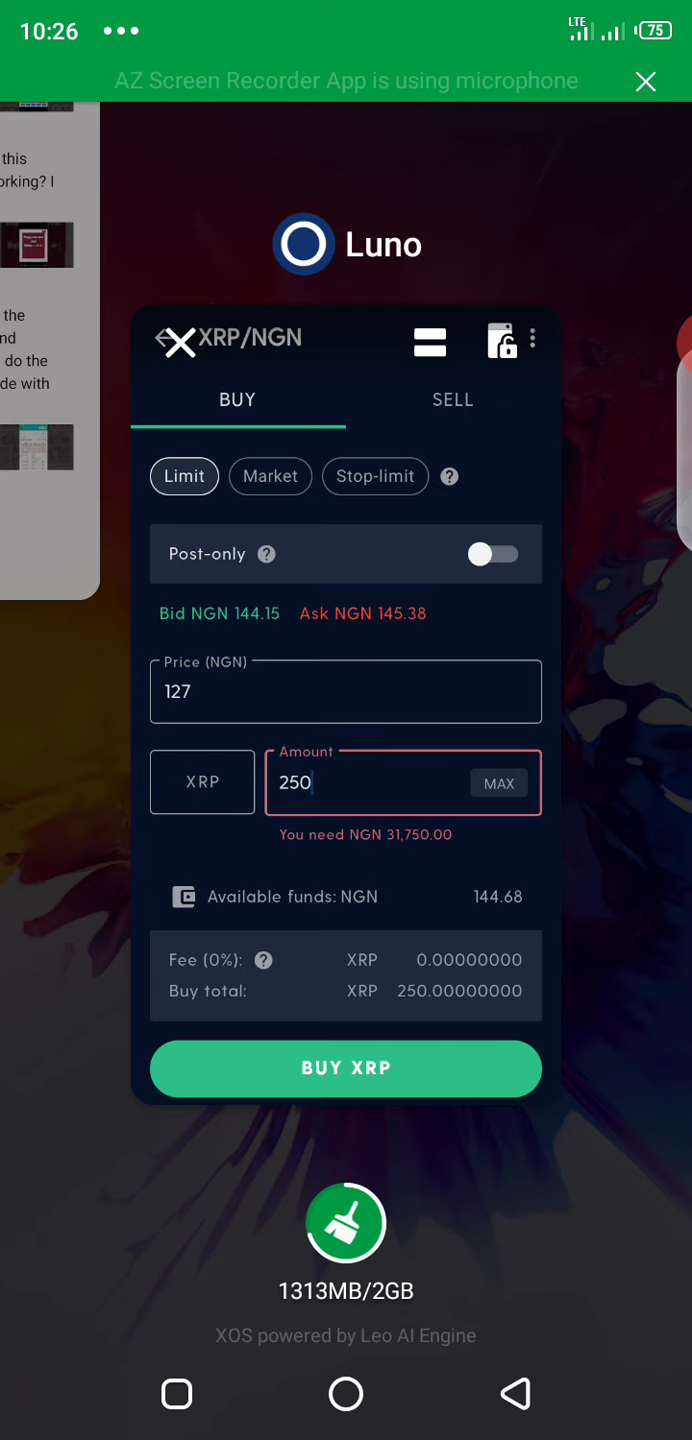 10:26
LTE
75
AZ Screen Recorder App is using microphone
this
orking? I
the
nd
do the
de with
Luno
XRP/NGN
BUY SELL
Limit Market Stop-limit ?
Post-only ?
Bid NGN 144.15 Ask NGN 145.38
Price (NGN)
127
XRP
Amount
250
MAX
You need NGN 31,750.00
Available funds: NGN 144.68
Fee (0%): ? XRP 0.00000000
Buy total: XRP 250.00000000
BUY XRP
1313MB/2GB
XOS powered by Leo AI Engine